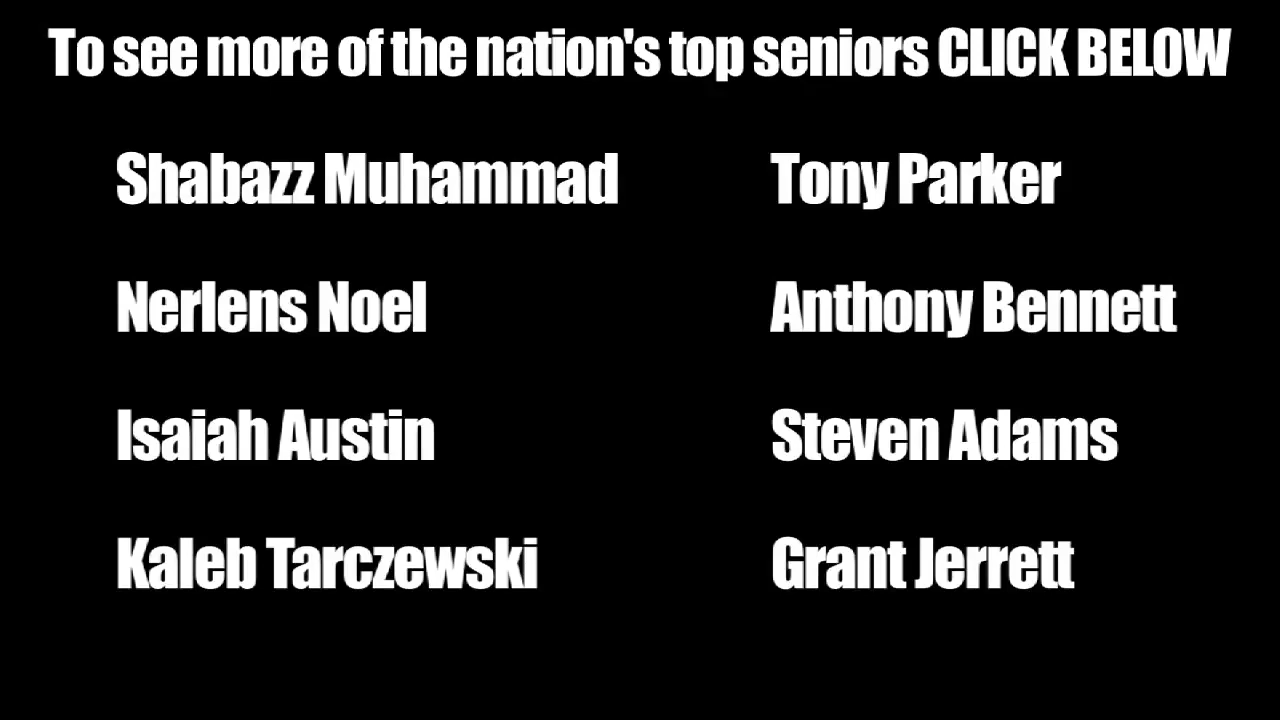 To see more of the nation's top seniors CLICK BELOW
Shabazz Muhammad
Tony Parker
Nerlens Noel
Anthony Bennett
Isaiah Austin
Steven Adams
Kaleb Tarczewski
Grant Jerrett